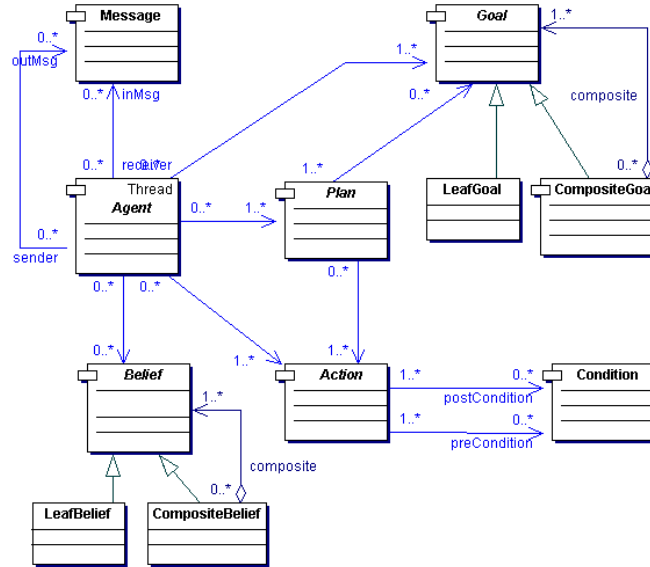 Message
Goal
0..*
outMsg
1..*
1..*
0..*
inMsg
0..*
composite
0..*
receiver
0..*
1..*
0..*
Thread
Agent
0..*
1..*
Plan
LeafGoal
CompositeGoal
0..*
sender
0..*
0..*
0..*
0..*
1..*
1..*
Belief
Action
1..*
0..*
Condition
1..*
postCondition
1..*
0..*
preCondition
composite
0..*
LeafBelief
CompositeBelief